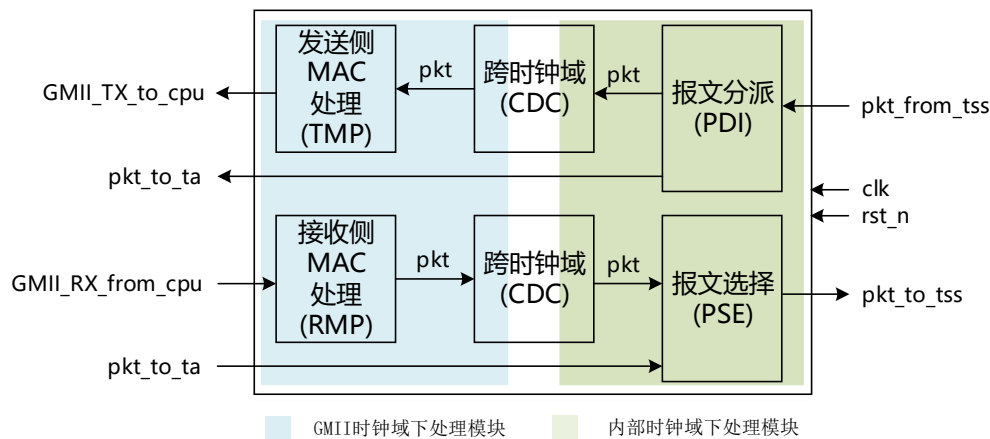 发送侧
MAC
处理
(TMP)
pkt
跨时钟域
(CDC)
pkt
报文分派
(PDI)
GMII_TX_to_cpu
pkt_from_tss
pkt_to_ta
clk
rst_n
接收侧
MAC
处理
(RMP)
pkt
跨时钟域
(CDC)
pkt
报文选择
(PSE)
GMII_RX_from_cpu
pkt_to_tss
pkt_to_ta
GMII时钟域下处理模块
内部时钟域下处理模块